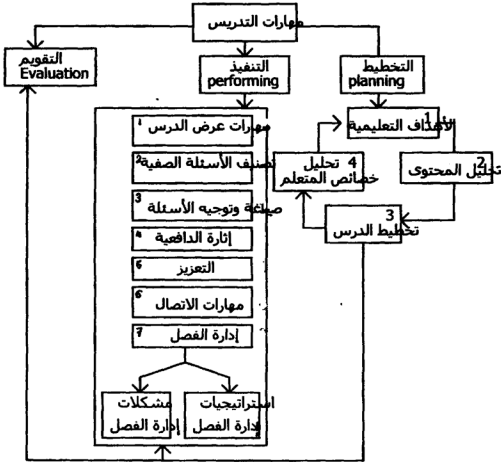 مهارات التدريس
التخطيط
planning
التنفيذ
performing
التقويم
Evaluation
1
الأهداف التعليمية
2
تحليل المحتوى
3
تخطيط الدرس
4 تحليل
خصائص المتعلم
1 مهارات عرض الدرس
2 تصنيف الأسئلة الصفية
3
صياغة وتوجيه الأسئلة
4 إثارة الدافعية
5 التعزيز
6 مهارات الاتصال
7 إدارة الفصل
استراتيجيات
إدارة الفصل
مشكلات
إدارة الفصل